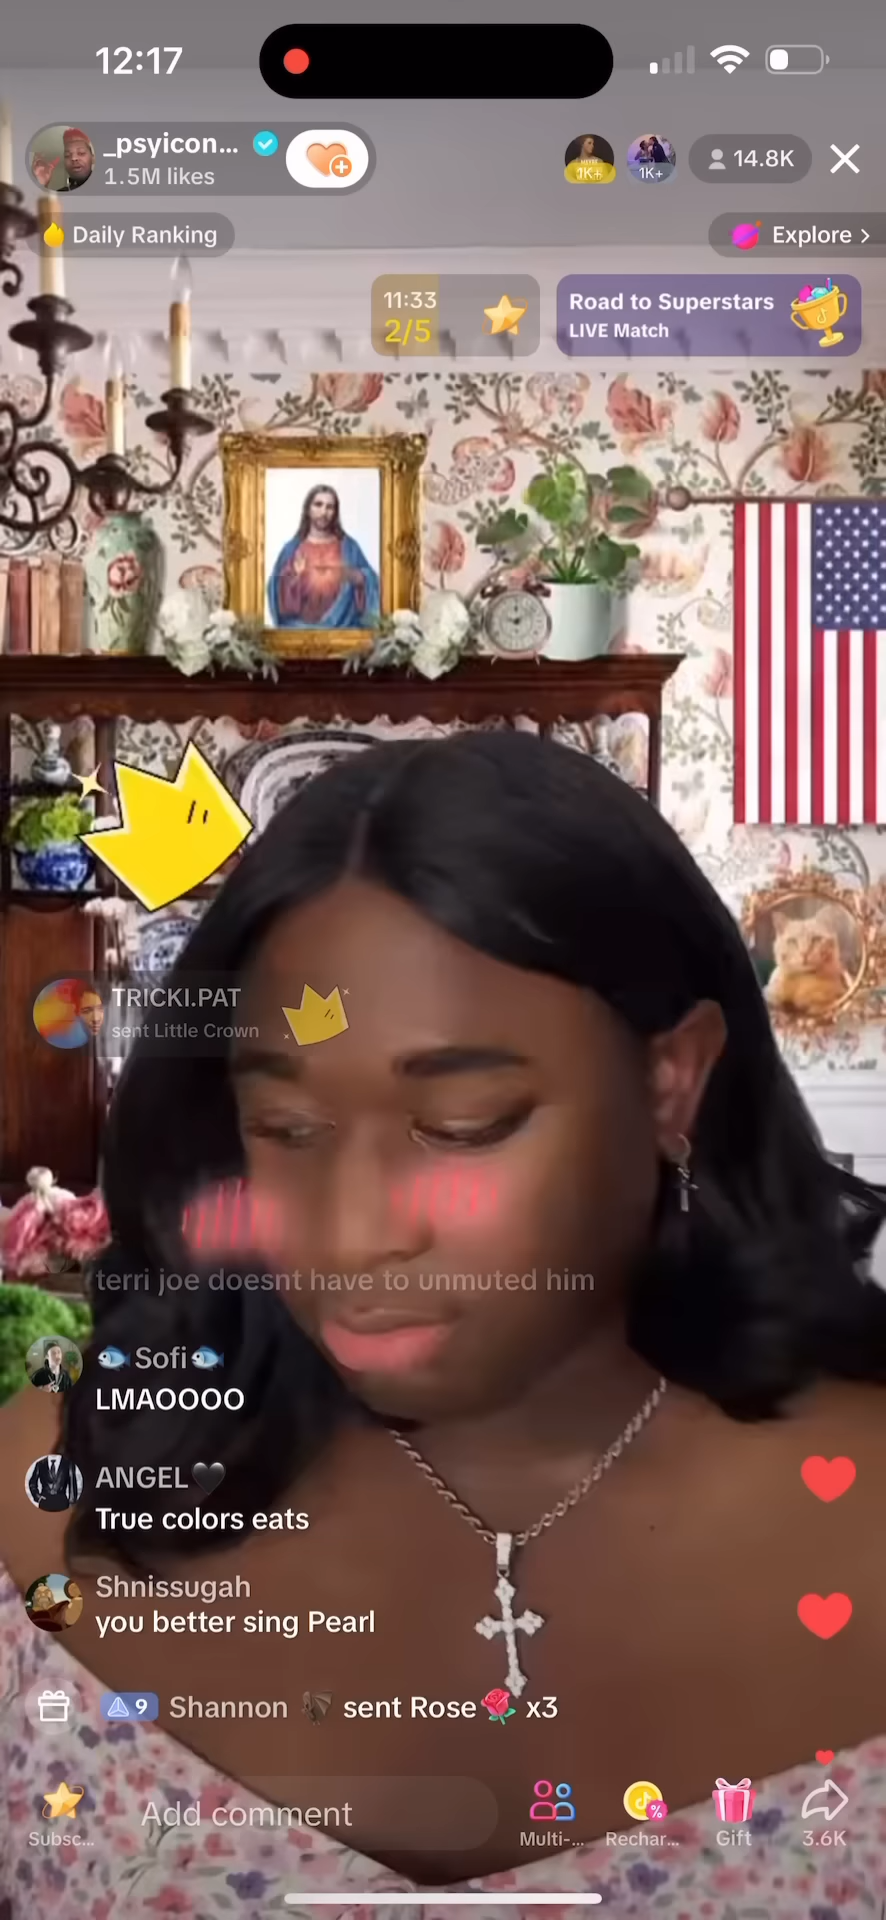 12:17
_psyicon...
1.5M likes
1K+
1K+
14.8K
Daily Ranking
Explore >
11:33
2/5
Road to Superstars
LIVE Match
TRICKI.PAT
sent Little Crown
terri joe doesnt have to unmuted him
🐟Sofi🐟
LMAOOOO
ANGEL🖤
True colors eats
Shnissugah
you better sing Pearl
9 Shannon 🦇 sent Rose🌹 x3
Add comment
Subsc...
Multi-...
Rechar...
Gift
3.6K